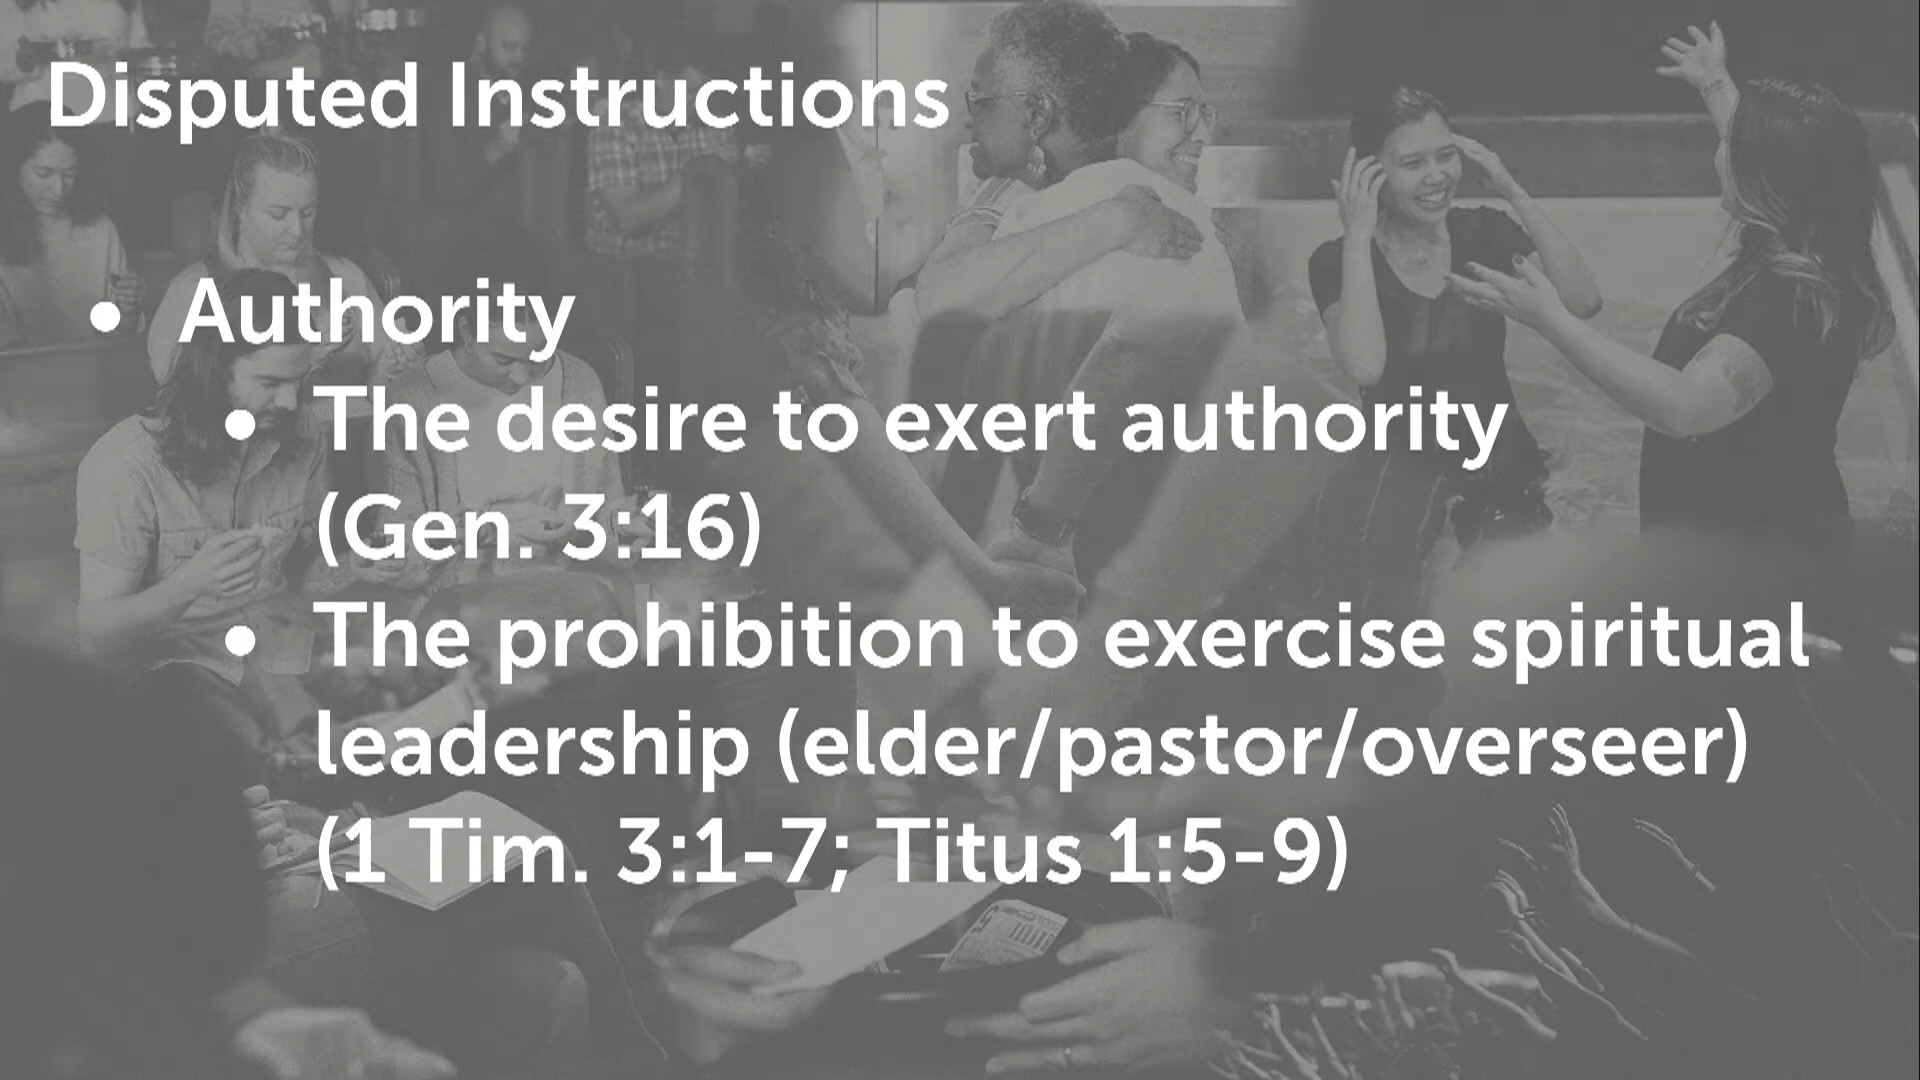 Disputed Instructions
• Authority
• The desire to exert authority
(Gen. 3:16)
• The prohibition to exercise spiritual
leadership (elder/pastor/overseer)
(1 Tim. 3:1-7; Titus 1:5-9)